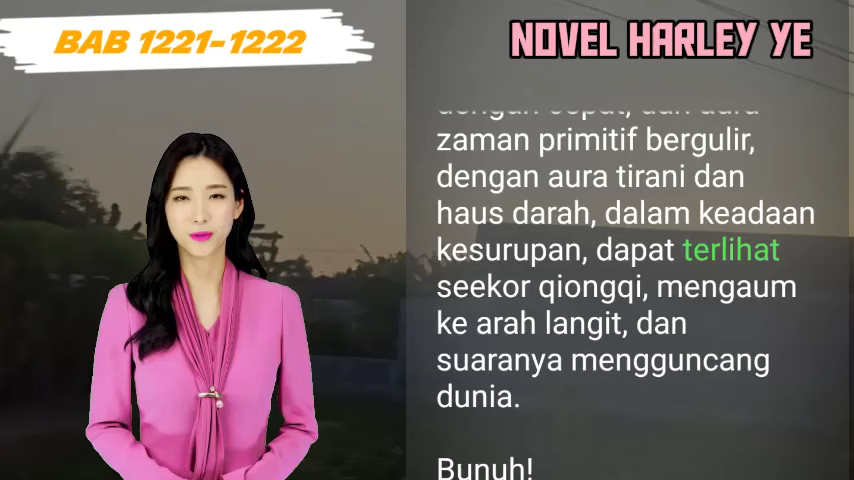 BAB 1221-1222
NOVEL HARLEY YE
zaman primitif bergulir,
dengan aura tirani dan
haus darah, dalam keadaan
kesurupan, dapat terlihat
seekor qiongqi, mengaum
ke arah langit, dan
suaranya mengguncang
dunia.
Bunuh!